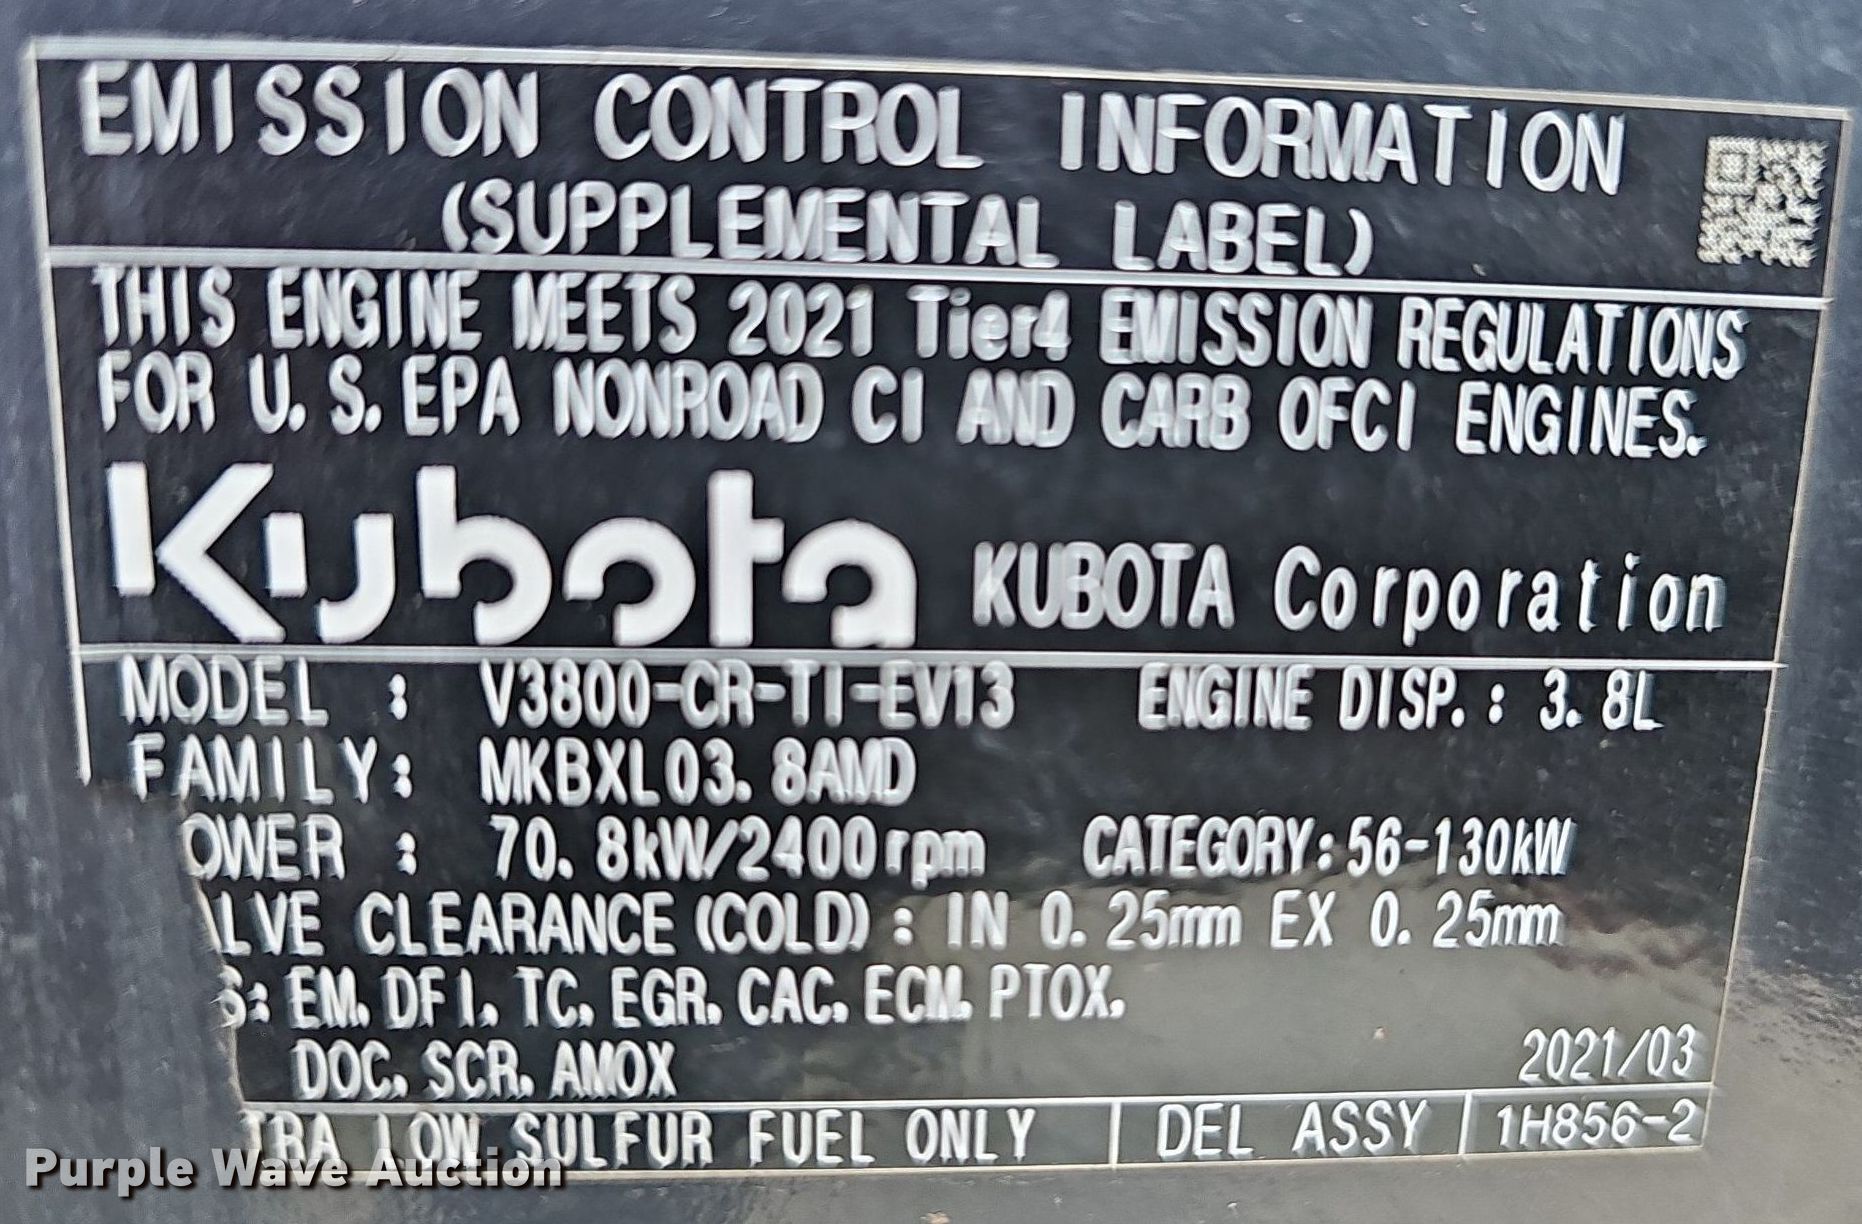 EMISSION CONTROL INFORMATION
(SUPPLEMENTAL LABEL)
THIS ENGINE MEETS 2021 Tier4 EMISSION REGULATIONS
FOR U.S. EPA NONROAD CI AND CARB OFCI ENGINES.
Kubota KUBOTA Corporation
MODEL : V3800-CR-TI-EV13 ENGINE DISP.: 3.8L
FAMILY: MKBXL03.8AMD
OWER : 70.8kW/2400rpm CATEGORY:56-130kW
ALVE CLEARANCE (COLD) : IN 0.25mm EX 0.25mm
S: EM, DFI, TC, EGR, CAC, ECM, PTOX,
DOC, SCR, AMOX
2021/03
TRA LOW SULFUR FUEL ONLY DEL ASSY 1H856-2
Purple Wave Auction